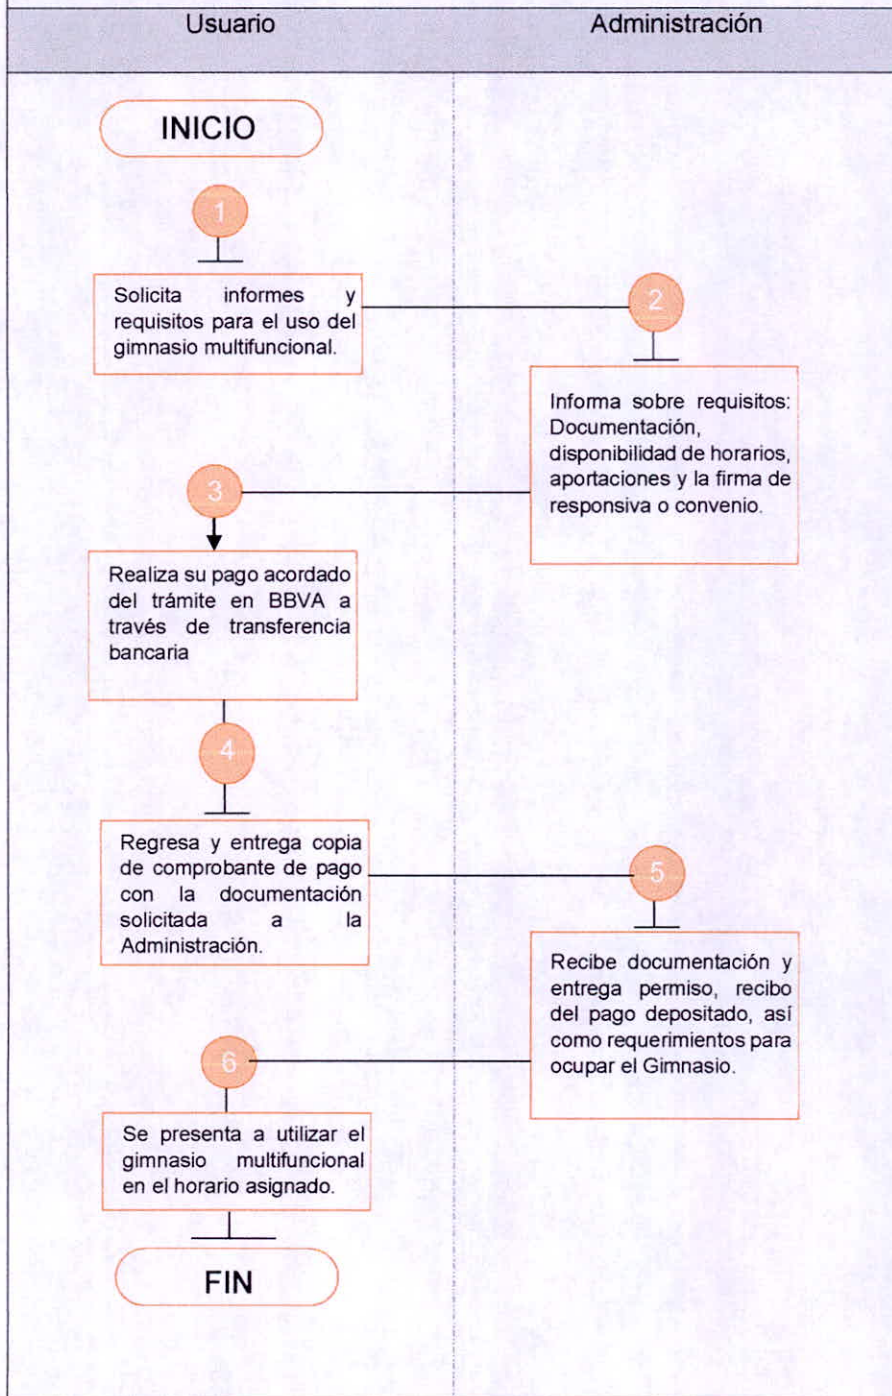 Usuario
Administración
INICIO
1
Solicita informes y
requisitos para el uso del
gimnasio multifuncional.
2
Informa sobre requisitos:
Documentación,
disponibilidad de horarios,
aportaciones y la firma de
responsiva o convenio.
3
Realiza su pago acordado
del trámite en BBVA a
través de transferencia
bancaria
4
Regresa y entrega copia
de comprobante de pago
con la documentación
solicitada a la
Administración.
5
Recibe documentación y
entrega permiso, recibo
del pago depositado, así
como requerimientos para
ocupar el Gimnasio.
6
Se presenta a utilizar el
gimnasio multifuncional
en el horario asignado.
FIN